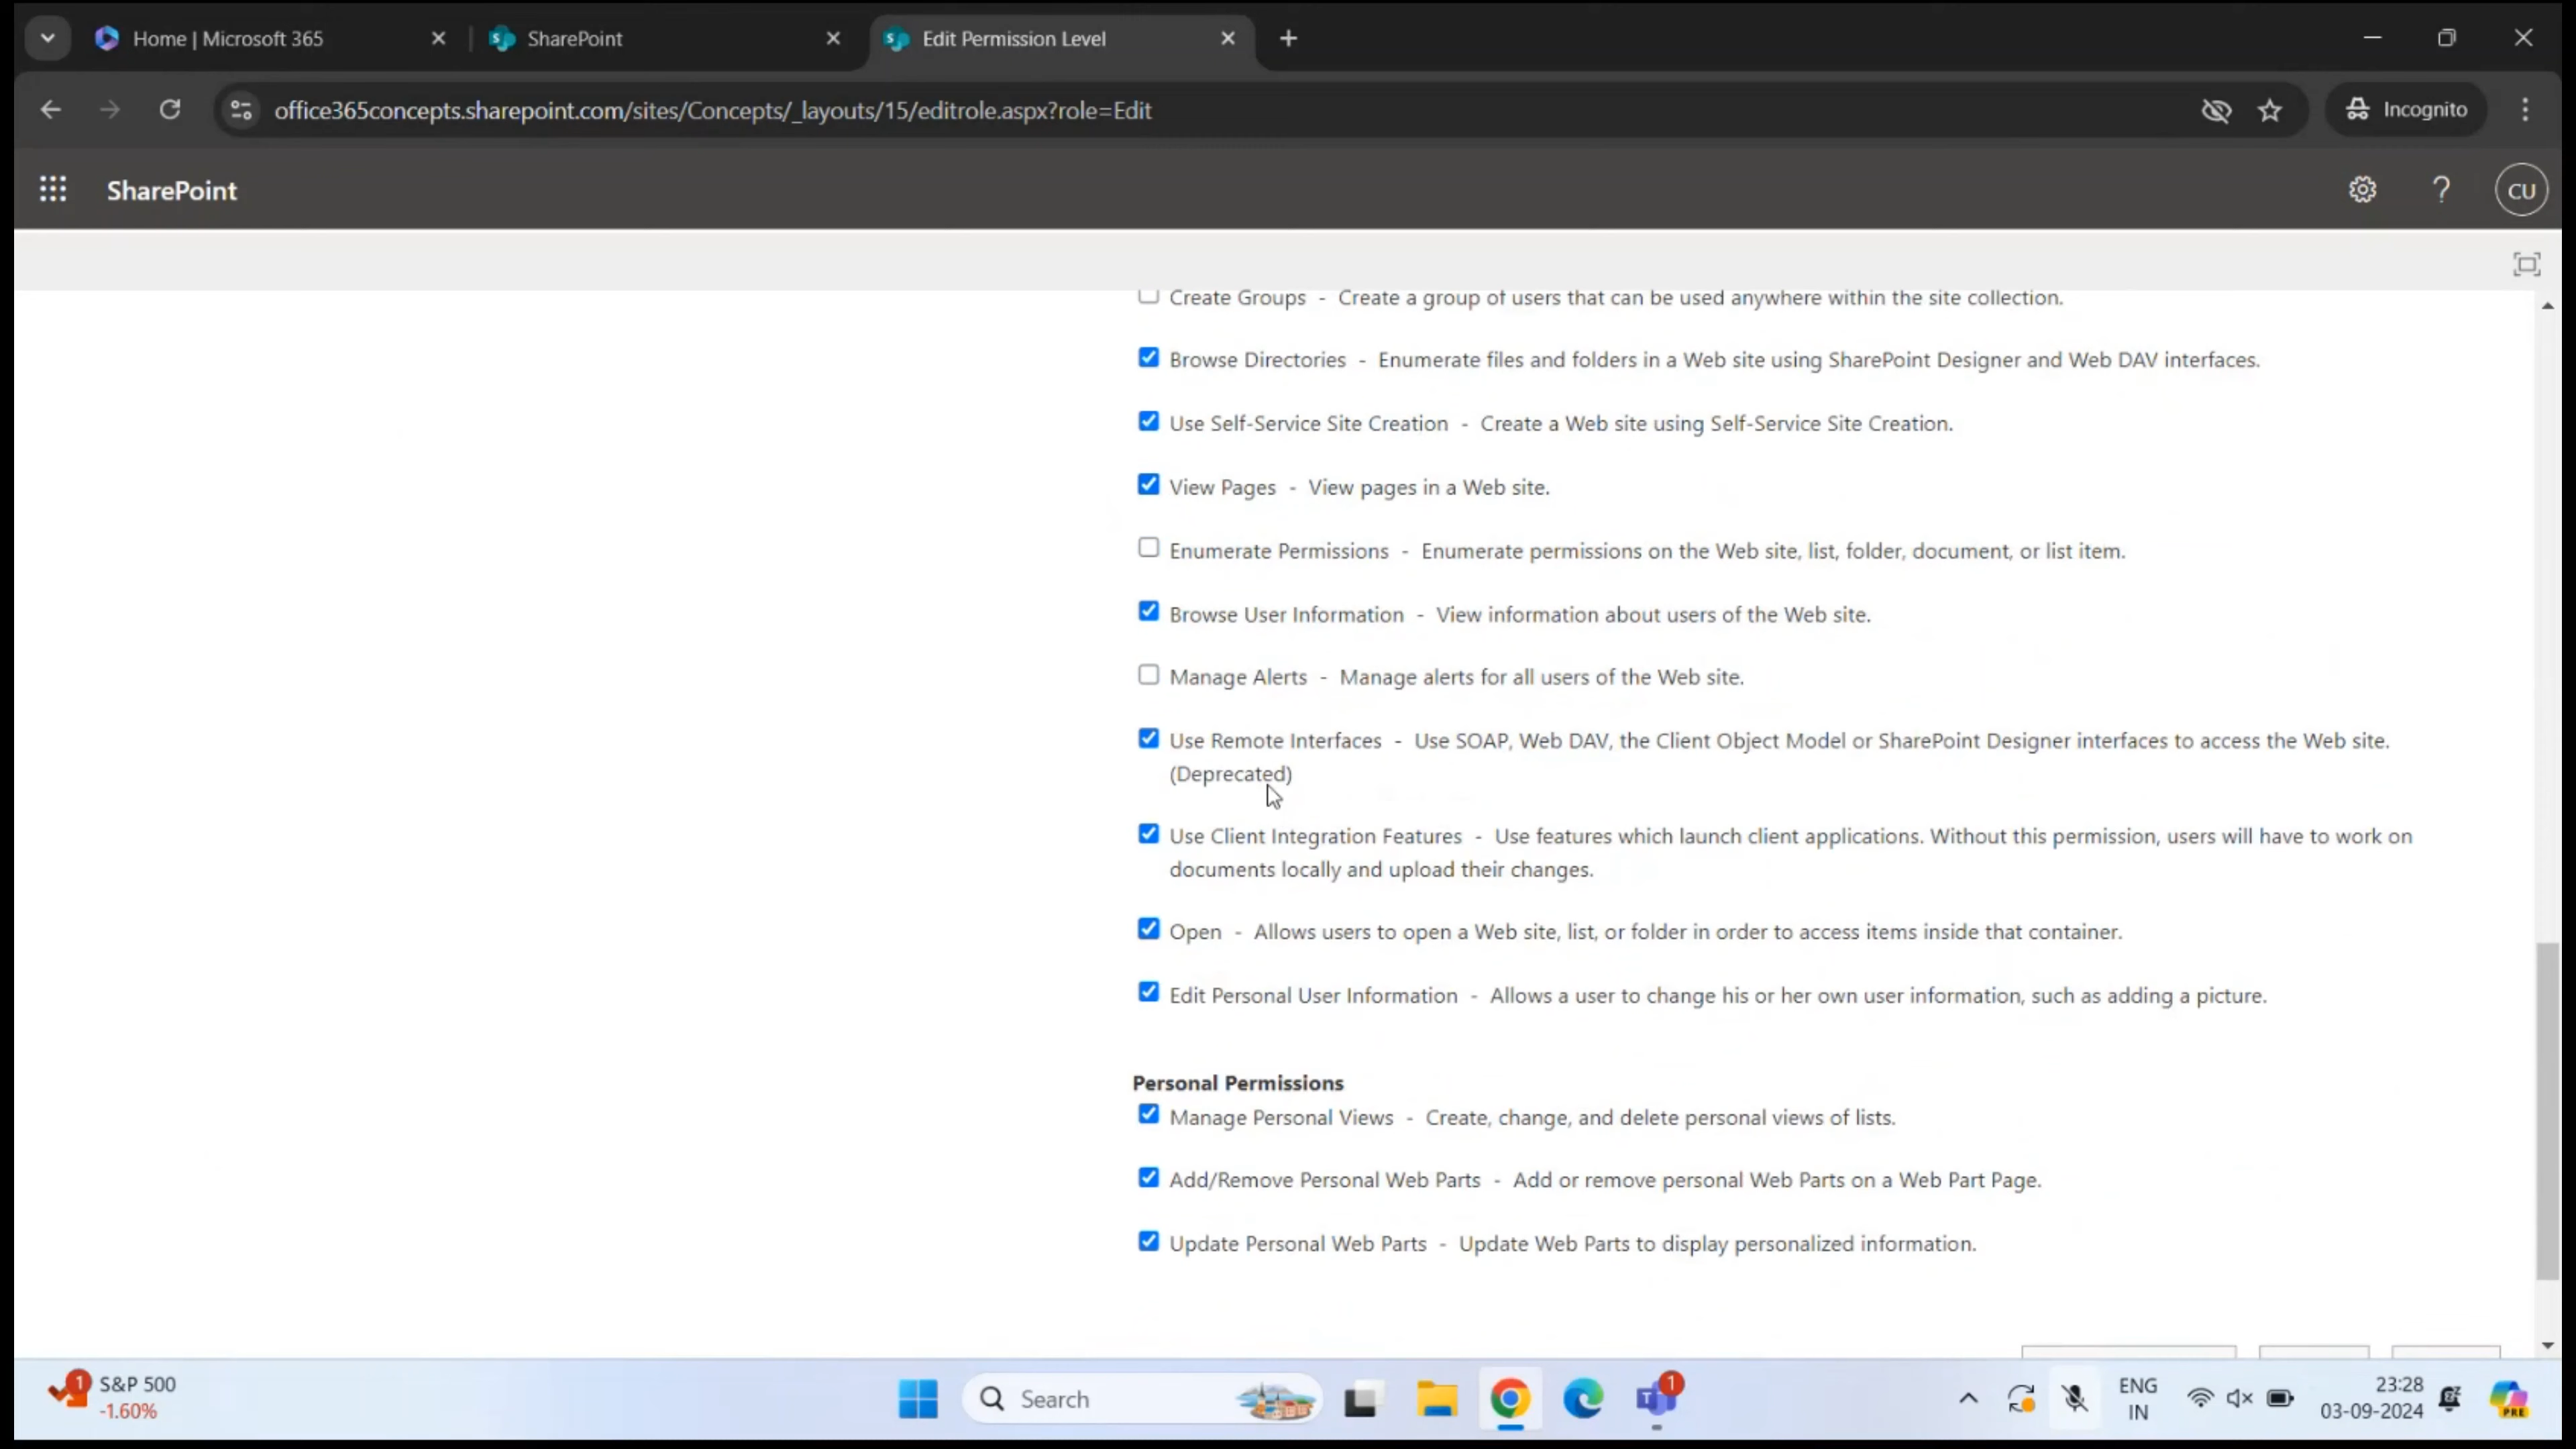 Home | Microsoft 365
SharePoint
Edit Permission Level
office365concepts.sharepoint.com/sites/Concepts/_layouts/15/editrole.aspx?role=Edit
Incognito
SharePoint
CU
Create Groups - Create a group of users that can be used anywhere within the site collection.
Browse Directories - Enumerate files and folders in a Web site using SharePoint Designer and Web DAV interfaces.
Use Self-Service Site Creation - Create a Web site using Self-Service Site Creation.
View Pages - View pages in a Web site.
Enumerate Permissions - Enumerate permissions on the Web site, list, folder, document, or list item.
Browse User Information - View information about users of the Web site.
Manage Alerts - Manage alerts for all users of the Web site.
Use Remote Interfaces - Use SOAP, Web DAV, the Client Object Model or SharePoint Designer interfaces to access the Web site.
(Deprecated)
Use Client Integration Features - Use features which launch client applications. Without this permission, users will have to work on
documents locally and upload their changes.
Open - Allows users to open a Web site, list, or folder in order to access items inside that container.
Edit Personal User Information - Allows a user to change his or her own user information, such as adding a picture.
Personal Permissions
Manage Personal Views - Create, change, and delete personal views of lists.
Add/Remove Personal Web Parts - Add or remove personal Web Parts on a Web Part Page.
Update Personal Web Parts - Update Web Parts to display personalized information.
1
S&P 500
-1.60%
Search
1
ENG
IN
23:28
03-09-2024
PRE